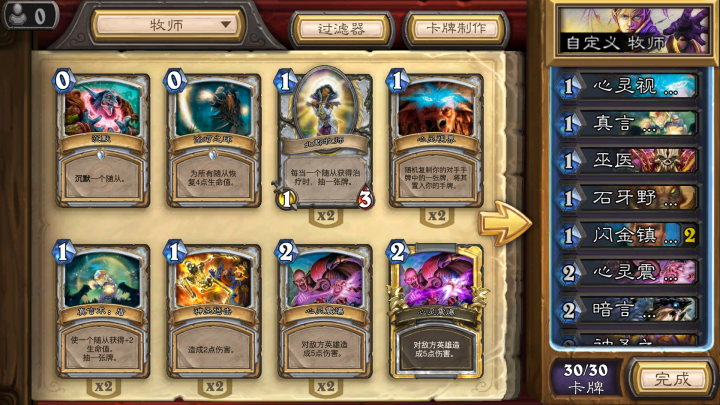 0
牧师
过滤器
卡牌制作
自定义 牧师
0
沉默
沉默一个随从。
0
治疗之环
为所有随从恢
复4点生命值。
1
北郡牧师
每当一个随从获得治
疗时，抽一张牌。
1
3
x2
1
心灵视界
随机复制你的对手手
牌中的一张牌，将其
置入你的手牌。
x2
1
真言术：盾
使一个随从获得+2
生命值。
抽一张牌。
x2
1
神圣惩击
造成2点伤害。
x2
2
心灵震爆
对敌方英雄造
成5点伤害。
x2
2
心灵震爆
对敌方英雄造
成5点伤害。
1 心灵视 ...
1 真言 ...
1 巫医
1 石牙野 ...
1 闪金镇 ... 2
2 心灵震 ...
2 暗言 ...
30/30
卡牌
完成